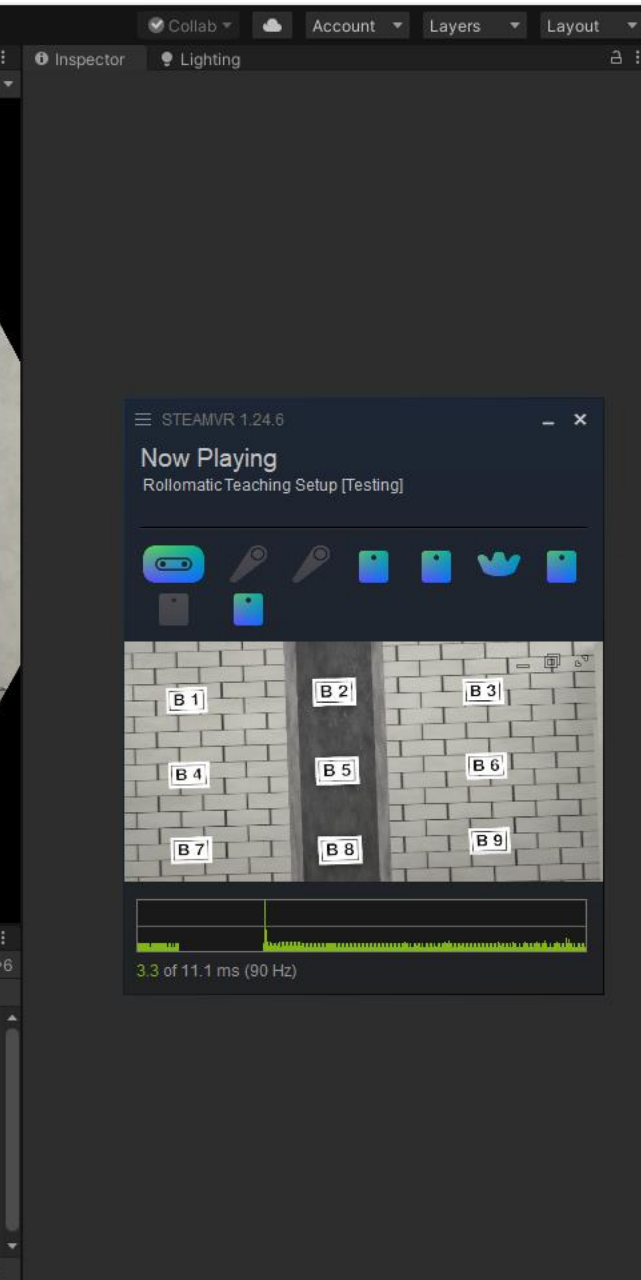 Collab Account Layers Layout
Inspector Lighting
STEAMVR 1.24.6
Now Playing
Rollomatic Teaching Setup [Testing]
B 1 B 2 B 3
B 4 B 5 B 6
B 7 B 8 B 9
3.3 of 11.1 ms (90 Hz)